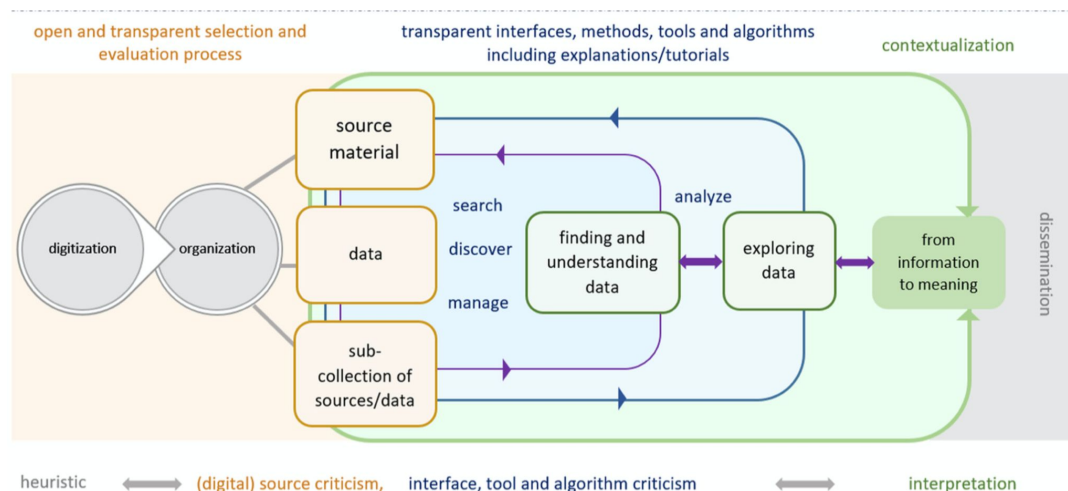 open and transparent selection and
evaluation process
transparent interfaces, methods, tools and algorithms
including explanations/tutorials
contextualization
digitization
organization
source
material
data
sub-
collection of
sources/data
search
discover
manage
finding and
understanding
data
analyze
exploring
data
from
information
to meaning
dissemination
heuristic
(digital) source criticism,
interface, tool and algorithm criticism
interpretation